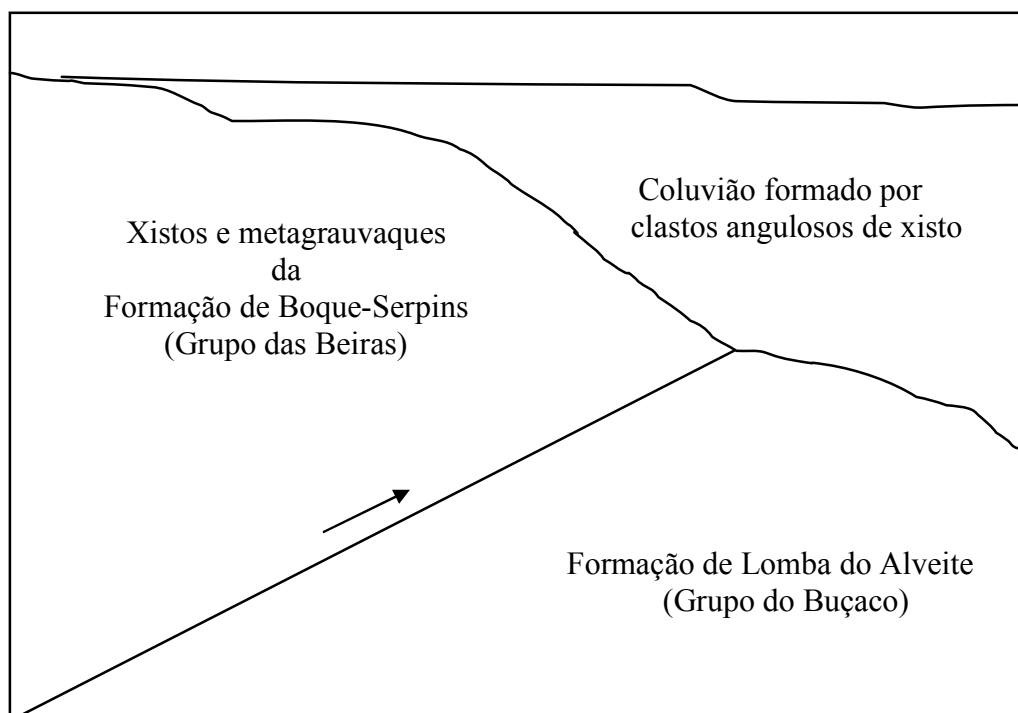 Coluvião formado por
clastos angulosos de xisto
Xistos e metagrauvaques
da
Formação de Boque-Serpins
(Grupo das Beiras)
Formação de Lomba do Alveite
(Grupo do Buçaco)